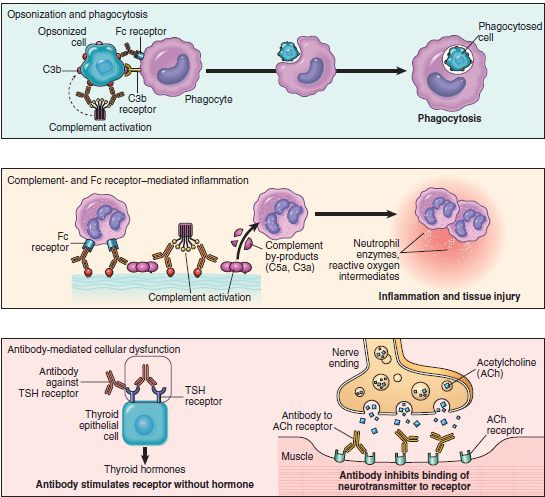 Opsonization and phagocytosis
Opsonized
cell
Fc receptor
C3b
C3b
receptor
Phagocyte
Complement activation
Phagocytosed
cell
Phagocytosis
Complement- and Fc receptor–mediated inflammation
Fc
receptor
Complement
by-products
(C5a, C3a)
Complement activation
Neutrophil
enzymes,
reactive oxygen
intermediates
Inflammation and tissue injury
Antibody-mediated cellular dysfunction
Antibody
against
TSH receptor
TSH
receptor
Thyroid
epithelial
cell
Thyroid hormones
Antibody stimulates receptor without hormone
Nerve
ending
Acetylcholine
(ACh)
Antibody to
ACh receptor
ACh
receptor
Muscle
Antibody inhibits binding of
neurotransmitter to receptor